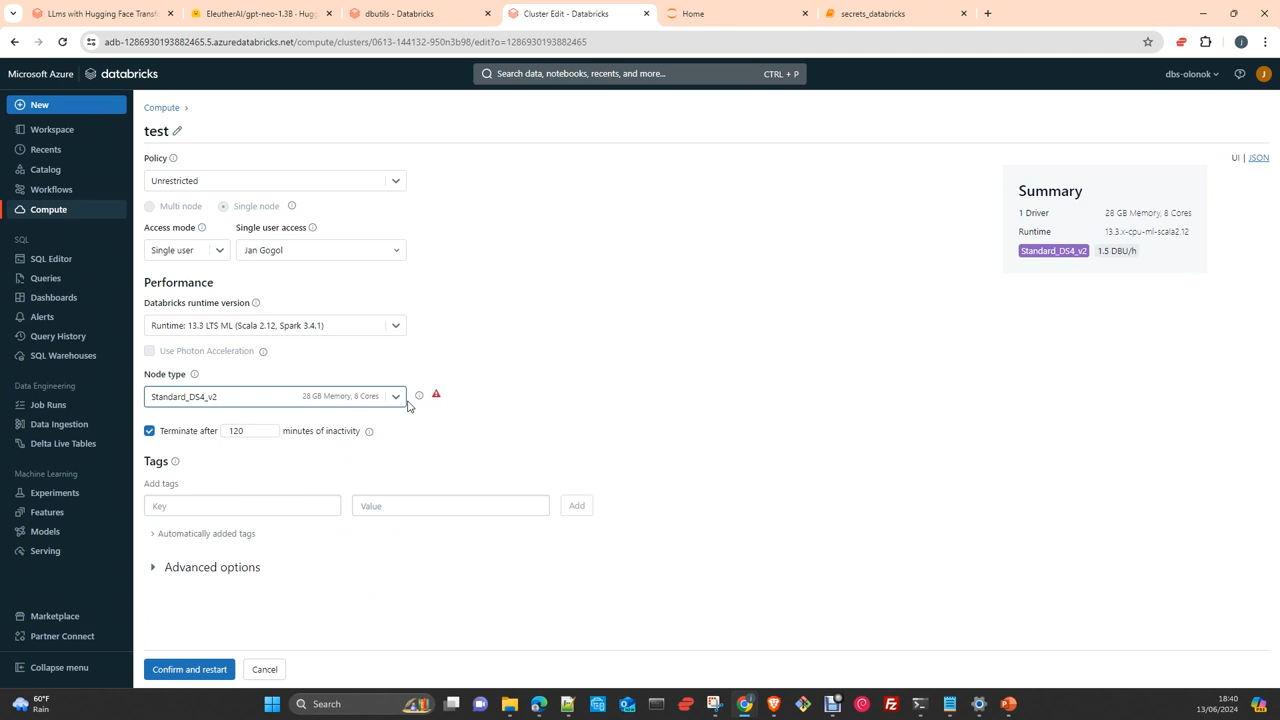 LLms with Hugging Face Transf
EleutherAI/gpt-neo-1.3B · Hugg
dbutils - Databricks
Cluster Edit - Databricks
Home
secrets_databricks
adb-1286930193882465.5.azuredatabricks.net/compute/clusters/0613-144132-950n3b98/edit?o=1286930193882465
Microsoft Azure
databricks
Search data, notebooks, recents, and more...
CTRL + P
dbs-olonok
J
New
Workspace
Recents
Catalog
Workflows
Compute
SQL
SQL Editor
Queries
Dashboards
Alerts
Query History
SQL Warehouses
Data Engineering
Job Runs
Data Ingestion
Delta Live Tables
Machine Learning
Experiments
Features
Models
Serving
Marketplace
Partner Connect
Collapse menu
Compute
test
UI | JSON
Policy
Unrestricted
Multi node
Single node
Access mode
Single user access
Single user
Jan Gogol
Performance
Databricks runtime version
Runtime: 13.3 LTS ML (Scala 2.12, Spark 3.4.1)
Use Photon Acceleration
Node type
Standard_DS4_v2
28 GB Memory, 8 Cores
Terminate after 120 minutes of inactivity
Tags
Add tags
Key
Value
Add
Automatically added tags
Advanced options
Confirm and restart
Cancel
Summary
1 Driver
28 GB Memory, 8 Cores
Runtime
13.3.x-cpu-ml-scala2.12
Standard_DS4_v2
1.5 DBU/h
60°F
Rain
Search
18:40
13/06/2024